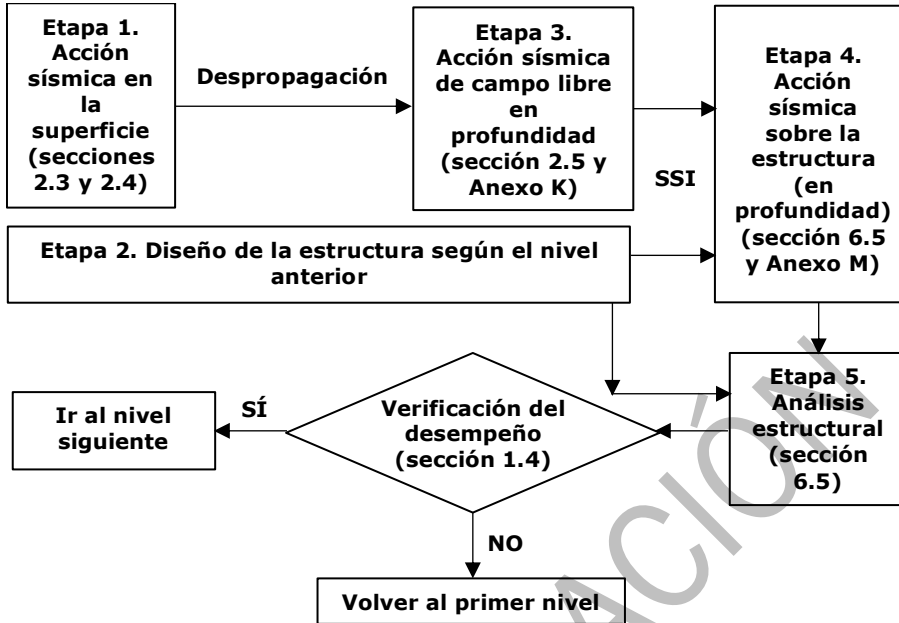 Etapa 1.
Acción
sísmica en
la
superficie
(secciones
2.3 y 2.4)
Despropagación
Etapa 3.
Acción sísmica
de campo libre
en
profundidad
(sección 2.5 y
Anexo K)
SSI
Etapa 4.
Acción
sísmica
sobre la
estructura
(en
profundidad)
(sección 6.5
y Anexo M)
Etapa 2. Diseño de la estructura según el nivel
anterior
Etapa 5.
Análisis
estructural
(sección
6.5)
Verificación del
desempeño
(sección 1.4)
SÍ
Ir al nivel
siguiente
NO
Volver al primer nivel
ACIÓN